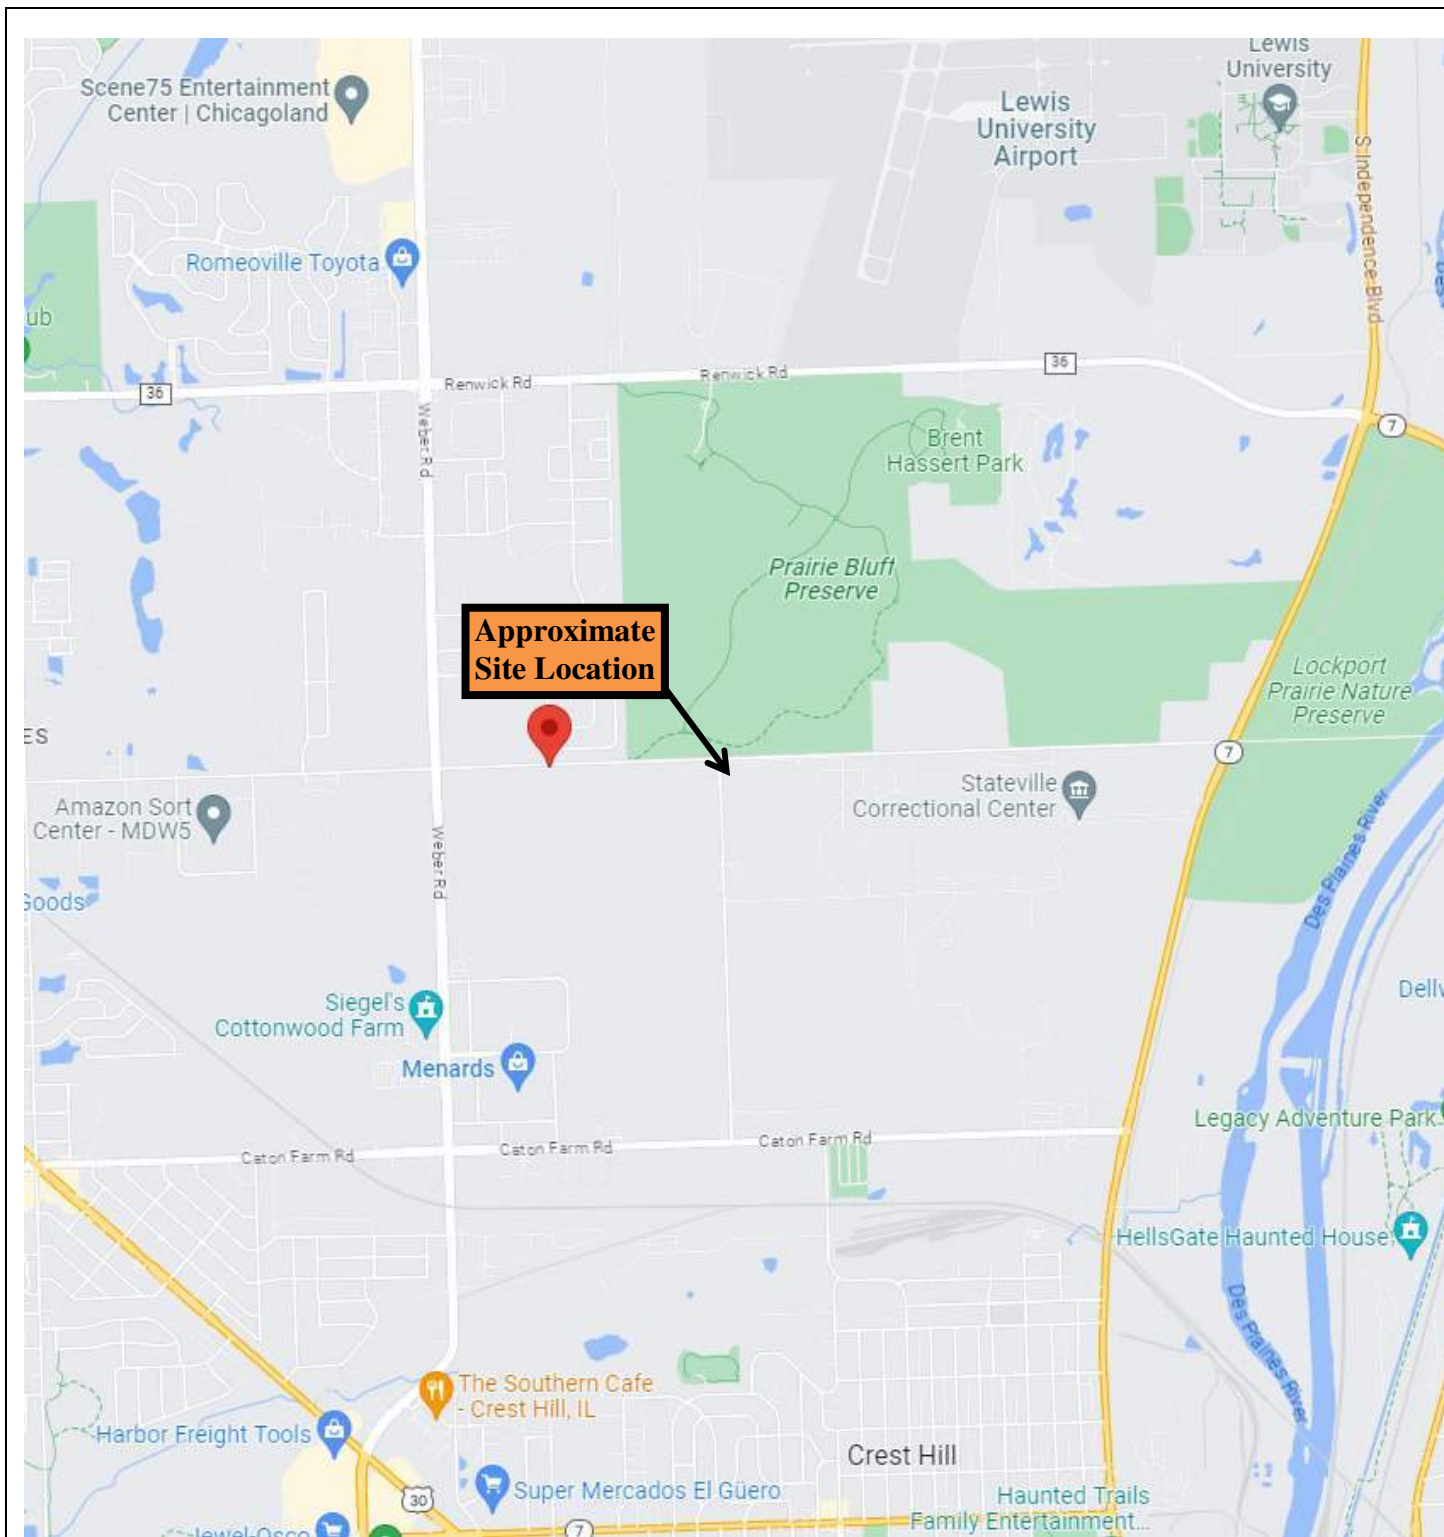 Lewis
University
Scene75 Entertainment
Center | Chicagoland
Lewis
University
Airport
S Independence Blvd
Romeoville Toyota
Des
ub
36
Renwick Rd
Renwick Rd
36
7
Weber Rd
Brent
Hassert Park
Prairie Bluff
Preserve
Approximate
Site Location
Lockport
Prairie Nature
Preserve
ES
7
Stateville
Correctional Center
Amazon Sort
Center - MDW5
Weber Rd
Des Plaines River
Goods
Siegel's
Cottonwood Farm
Dellw
Menards
Legacy Adventure Park
Caton Farm Rd
Caton Farm Rd
Caton Farm Rd
HellsGate Haunted House
Des Plaines River
The Southern Cafe
- Crest Hill, IL
Harbor Freight Tools
Crest Hill
30
Super Mercados El Güero
Haunted Trails
Family Entertainment...
7
Jewel-Osco